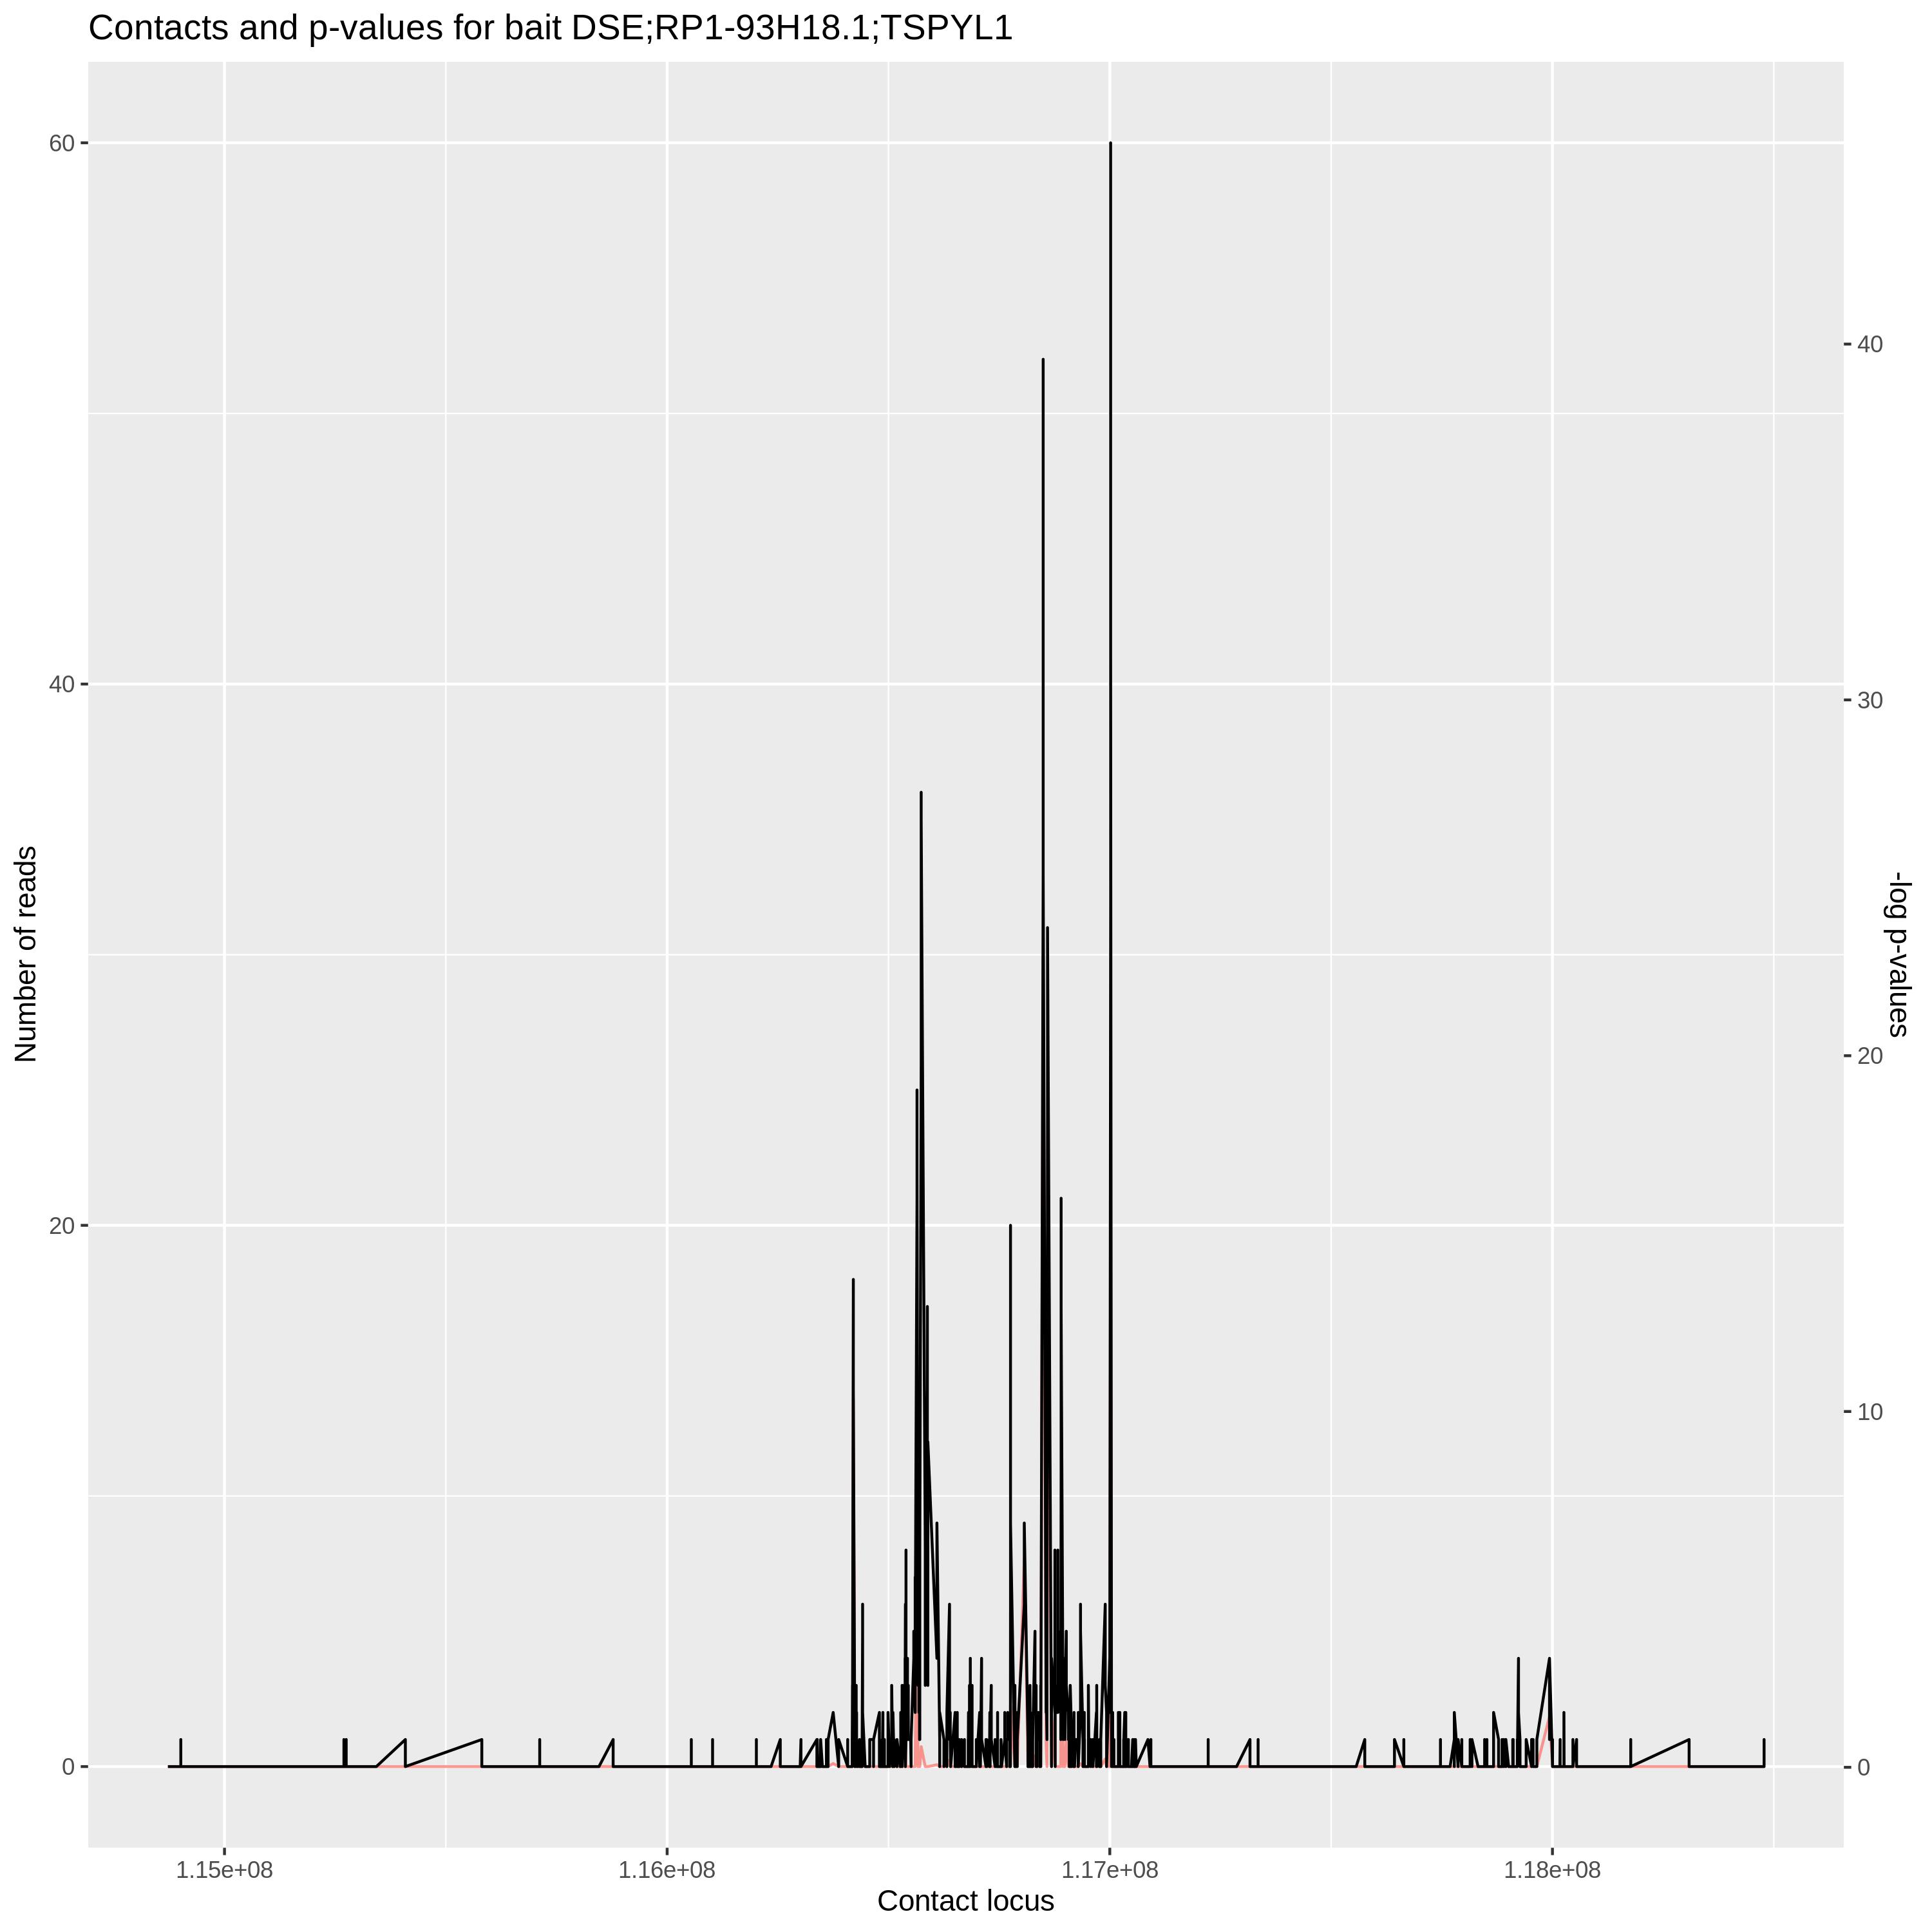 Contacts and p-values for bait DSE;RP1-93H18.1;TSPYL1
60
40
20
0
Number of reads
40
30
20
10
0
-log p-values
1.15e+08
1.16e+08
1.17e+08
1.18e+08
Contact locus